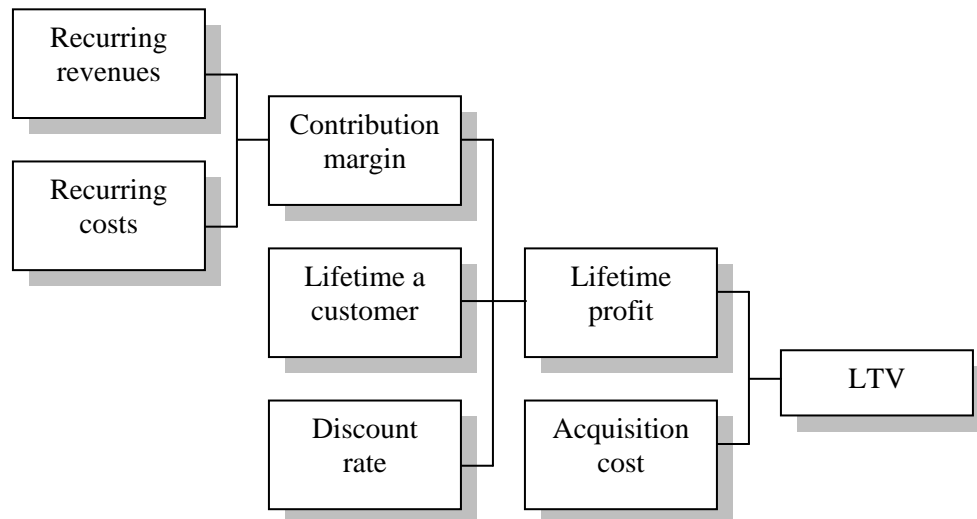 Recurring
revenues
Contribution
margin
Recurring
costs
Lifetime a
customer
Lifetime
profit
LTV
Discount
rate
Acquisition
cost